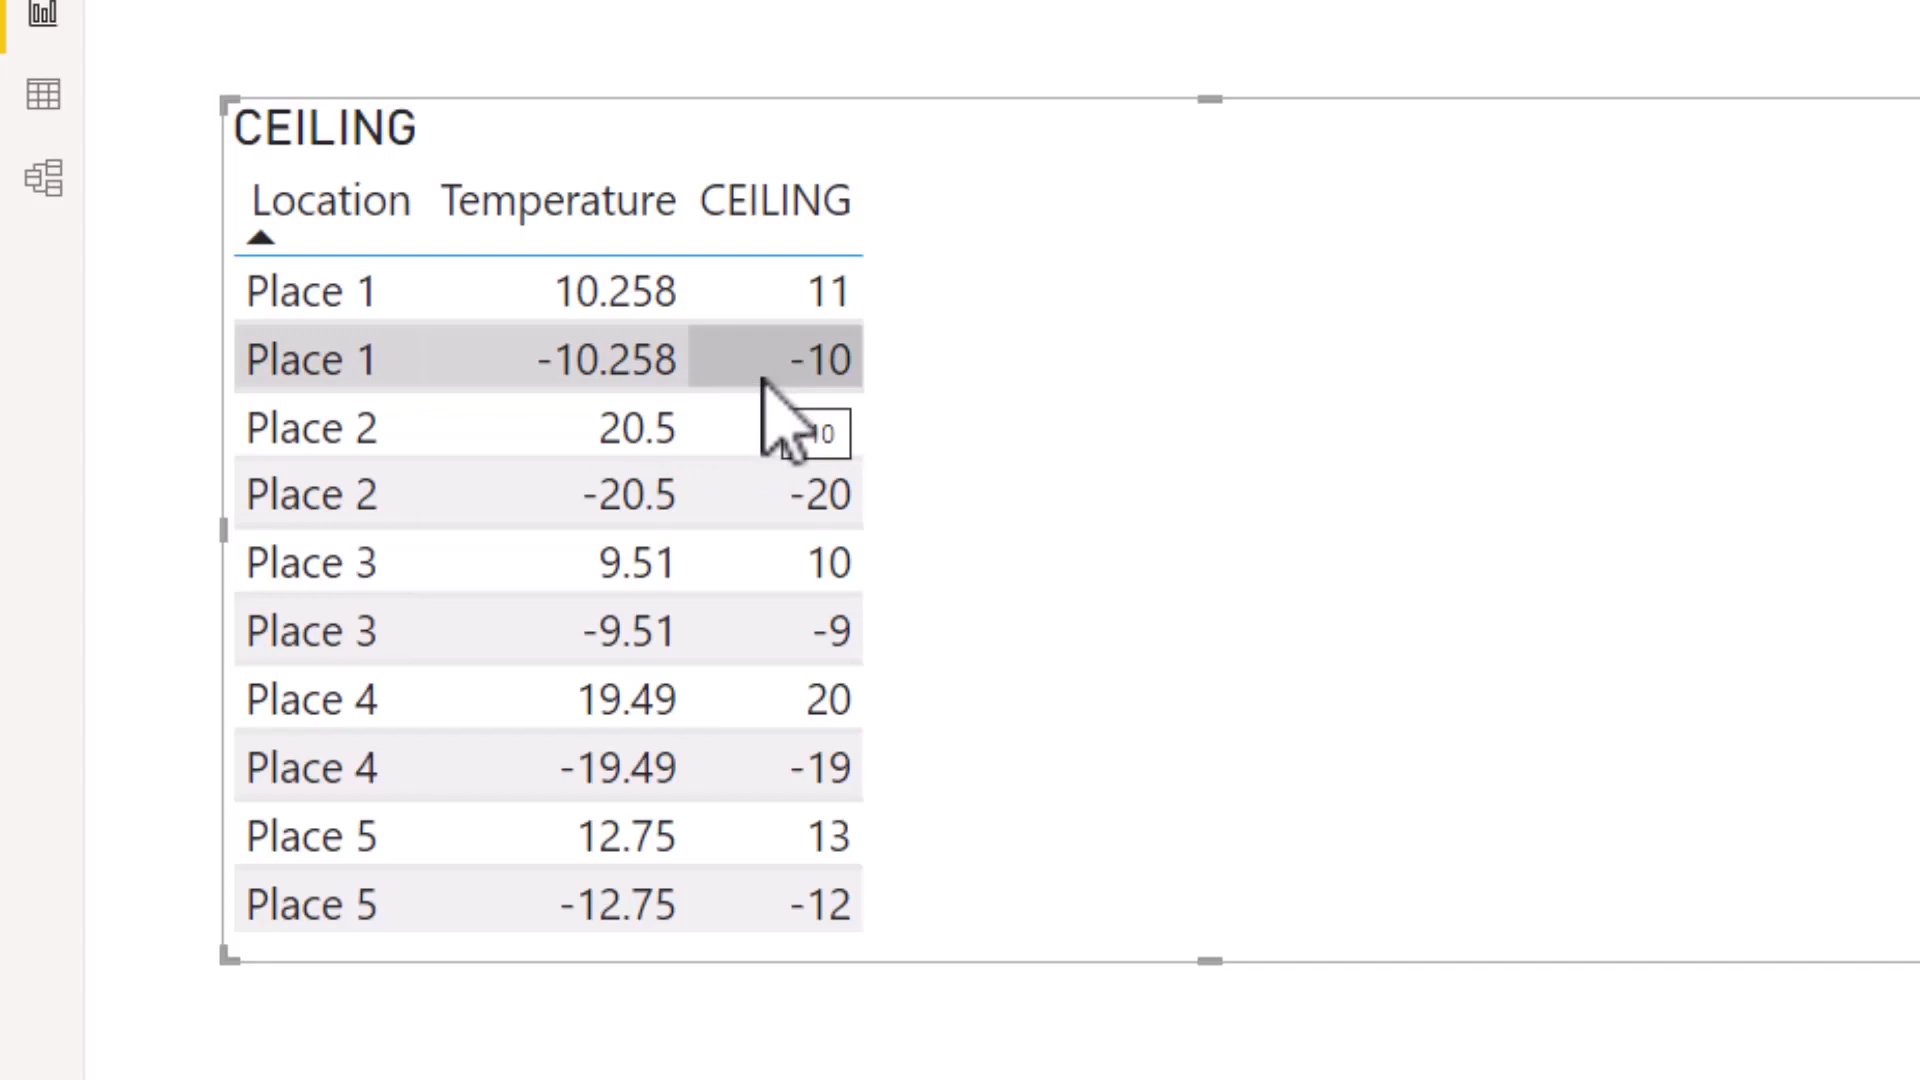 CEILING
Location Temperature CEILING
Place 1 10.258 11
Place 1 -10.258 -10
Place 2 20.5
Place 2 -20.5 -20
Place 3 9.51 10
Place 3 -9.51 -9
Place 4 19.49 20
Place 4 -19.49 -19
Place 5 12.75 13
Place 5 -12.75 -12